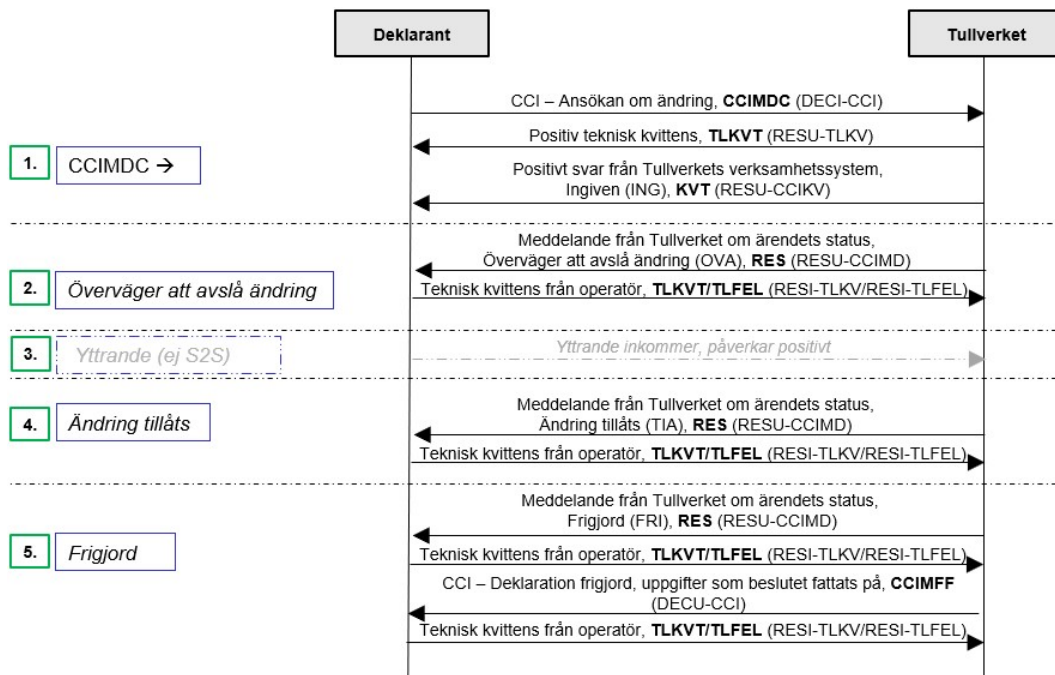 Deklarant
Tullverket
CCI – Ansökan om ändring, CCIMDC (DECI-CCI)
Positiv teknisk kvittens, TLKVT (RESU-TLKV)
1.
CCIMDC →
Positivt svar från Tullverkets verksamhetssystem,
Ingiven (ING), KVT (RESU-CCIKV)
Meddelande från Tullverket om ärendets status,
Överväger att avslå ändring (OVA), RES (RESU-CCIMD)
2.
Överväger att avslå ändring
Teknisk kvittens från operatör, TLKVT/TLFEL (RESI-TLKV/RESI-TLFEL)
3.
Yttrande (ej S2S)
Yttrande inkommer, påverkar positivt
Meddelande från Tullverket om ärendets status,
Ändring tillåts (TIA), RES (RESU-CCIMD)
4.
Ändring tillåts
Teknisk kvittens från operatör, TLKVT/TLFEL (RESI-TLKV/RESI-TLFEL)
Meddelande från Tullverket om ärendets status,
Frigjord (FRI), RES (RESU-CCIMD)
5.
Frigjord
Teknisk kvittens från operatör, TLKVT/TLFEL (RESI-TLKV/RESI-TLFEL)
CCI – Deklaration frigjord, uppgifter som beslutet fattats på, CCIMFF
(DECU-CCI)
Teknisk kvittens från operatör, TLKVT/TLFEL (RESI-TLKV/RESI-TLFEL)